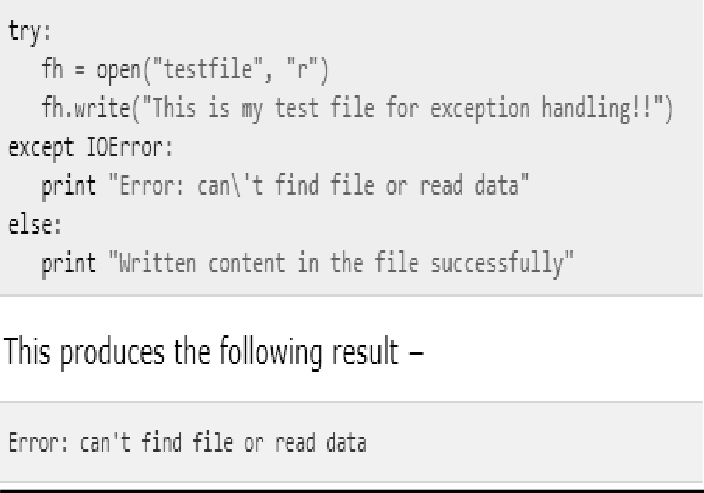 try:
   fh = open("testfile", "r")
   fh.write("This is my test file for exception handling!!")
except IOError:
   print "Error: can\'t find file or read data"
else:
   print "Written content in the file successfully"
This produces the following result –
Error: can't find file or read data